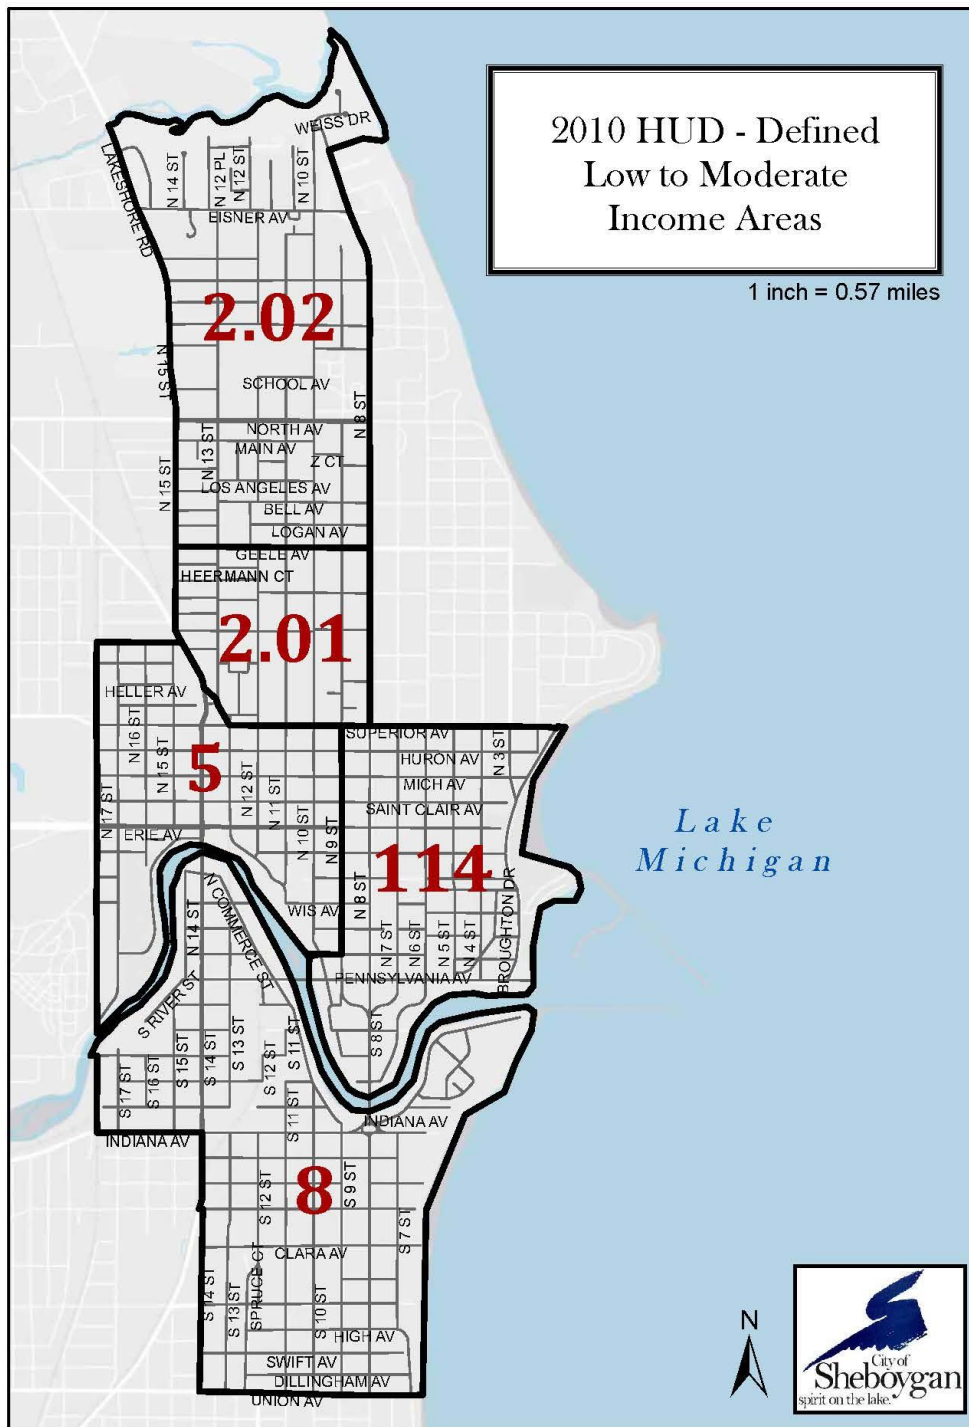 2010 HUD - Defined
Low to Moderate
Income Areas
1 inch = 0.57 miles
WEISS DR
LAKESHORE RD
N 14 ST
N 12 PL
N 12 ST
N 10 ST
EISNER AV
2.02
N 15 ST
SCHOOL AV
N 8 ST
NORTH AV
MAIN AV
N 13 ST
Z CT
N 15 ST
LOS ANGELES AV
BELL AV
LOGAN AV
GEELE AV
HEERMANN CT
2.01
HELLER AV
N 16 ST
N 15 ST
5
N 17 ST
N 12 ST
N 11 ST
N 10 ST
N 9 ST
ERIE AV
WIS AV
SUPERIOR AV
N 3 ST
HURON AV
MICH AV
SAINT CLAIR AV
114
N 8 ST
N 7 ST
N 6 ST
N 5 ST
N 4 ST
BROUGHTON DR
PENNSYLVANIA AV
Lake
Michigan
N COMMERCE ST
N 14 ST
S RIVER ST
S 8 ST
S 17 ST
S 16 ST
S 15 ST
S 14 ST
S 13 ST
S 12 ST
S 11 ST
S 11 ST
INDIANA AV
INDIANA AV
8
S 12 ST
S 9 ST
S 7 ST
CLARA AV
S 14 ST
S 13 ST
SPRUCE CT
S 10 ST
HIGH AV
SWIFT AV
DILLINGHAM AV
UNION AV
N
City of
Sheboygan
spirit on the lake.